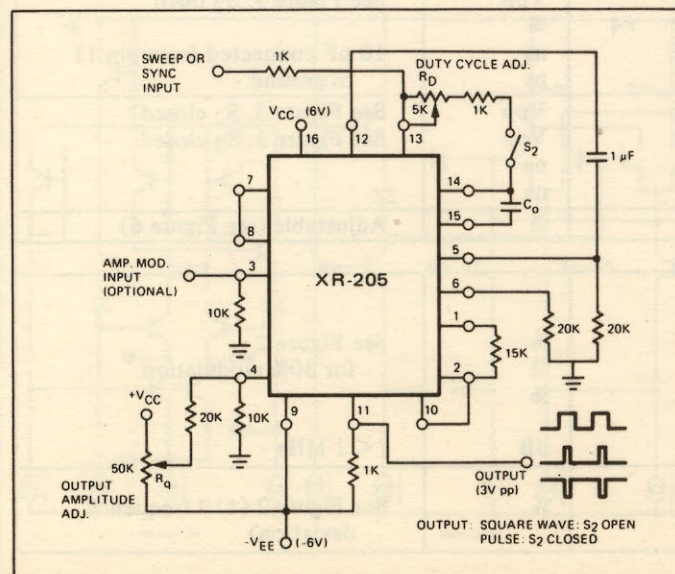 SWEEP OR
SYNC
INPUT
1K
DUTY CYCLE ADJ.
RD
5K
1K
VCC (6V)
16
12
13
S2
1 µF
7
14
Co
15
8
5
AMP. MOD.
INPUT
(OPTIONAL)
3
XR-205
6
10K
1
20K
20K
15K
4
2
+VCC
20K
10K
9
11
10
50K
Rq
1K
OUTPUT
AMPLITUDE
ADJ.
OUTPUT
(3V pp)
-VEE (-6V)
OUTPUT: SQUARE WAVE: S2 OPEN
PULSE: S2 CLOSED